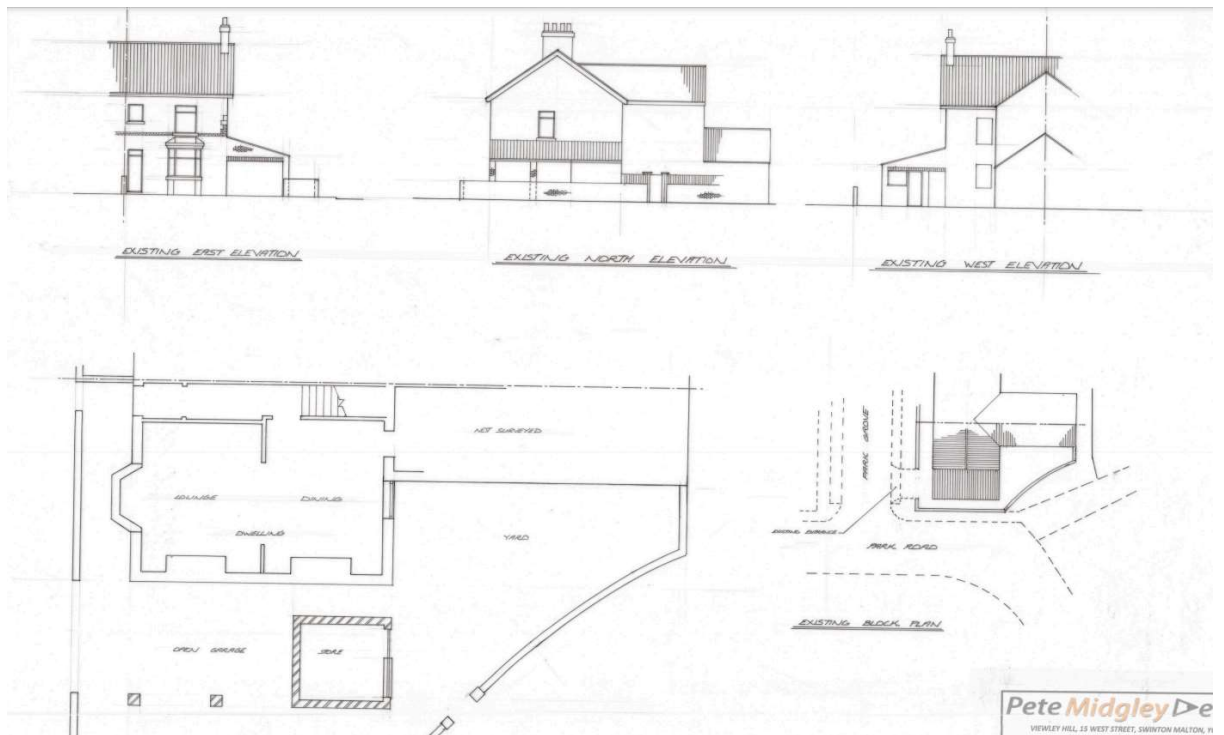 EXISTING EAST ELEVATION
EXISTING NORTH ELEVATION
EXISTING WEST ELEVATION
NOT SURVEYED
LOUNGE
DINING
DWELLING
YARD
OPEN GARAGE
STORE
PARK GROVE
PARK ROAD
EXISTING BLOCK PLAN
Pete Midgley De
VIEWLEY HILL, 15 WEST STREET, SWINTON MALTON, Y